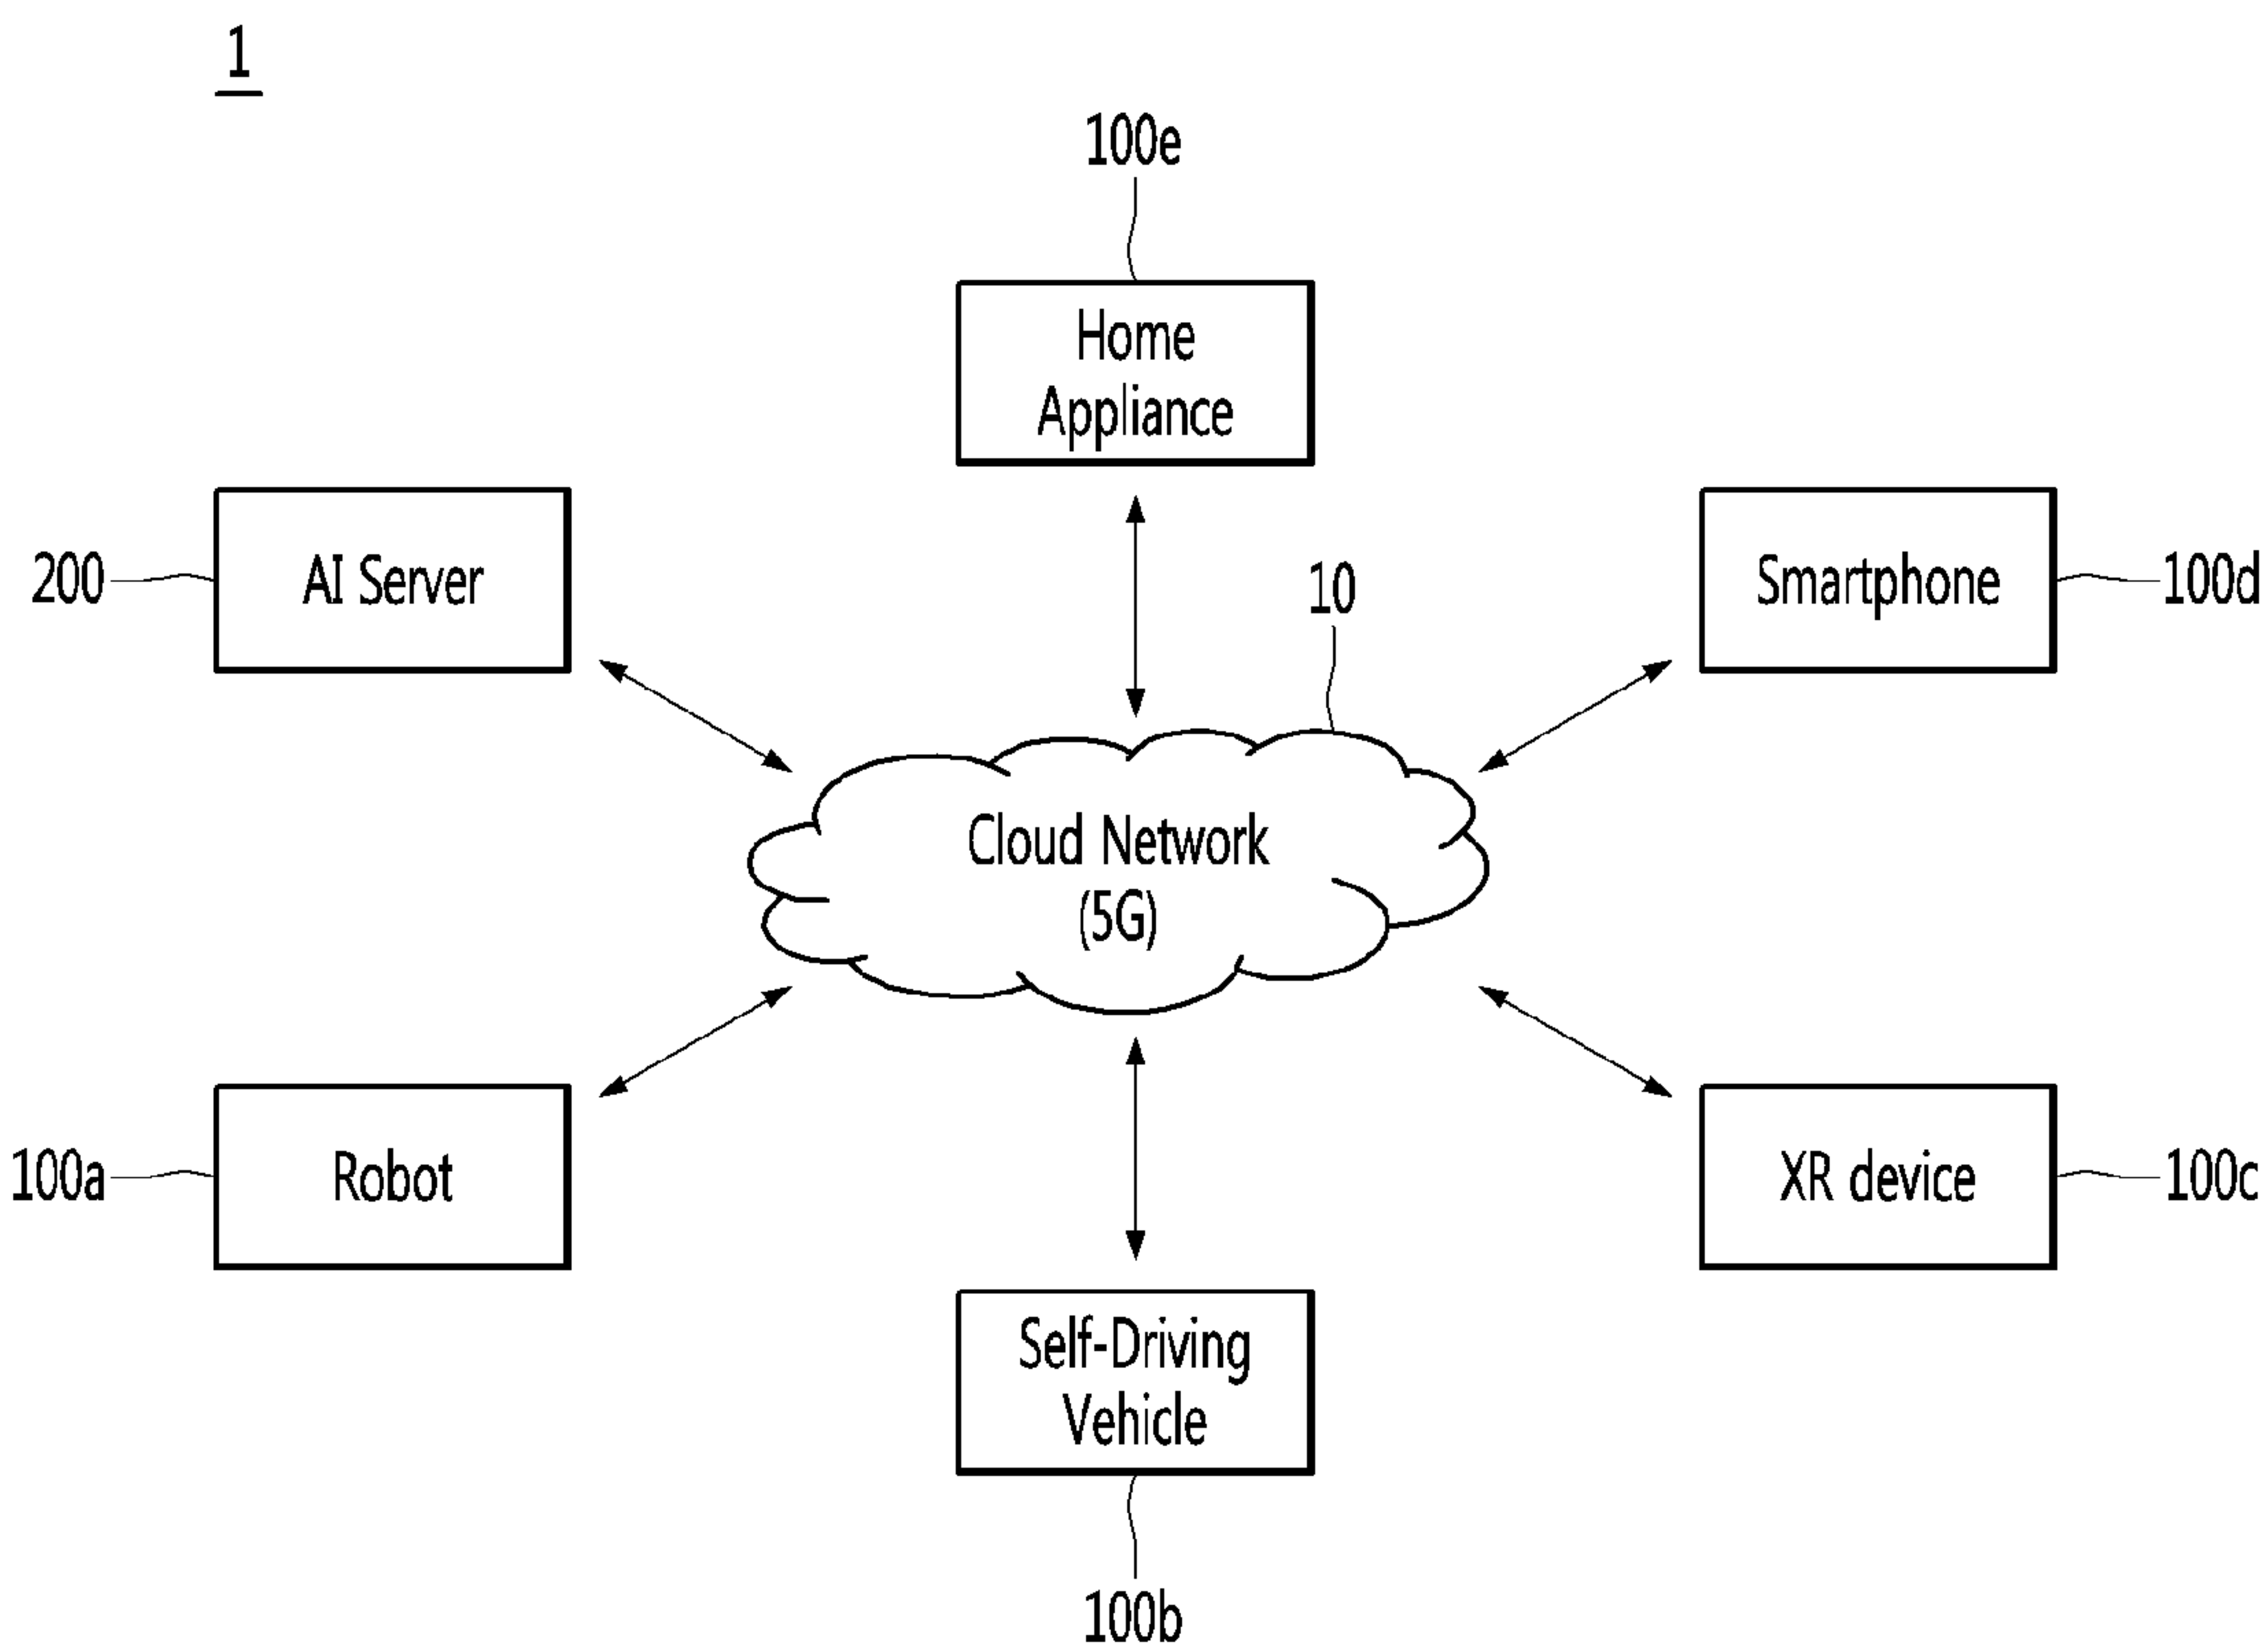 1
100e
Home
Appliance
200
AI Server
10
Smartphone
100d
Cloud Network
(5G)
100a
Robot
XR device
100c
Self-Driving
Vehicle
100b